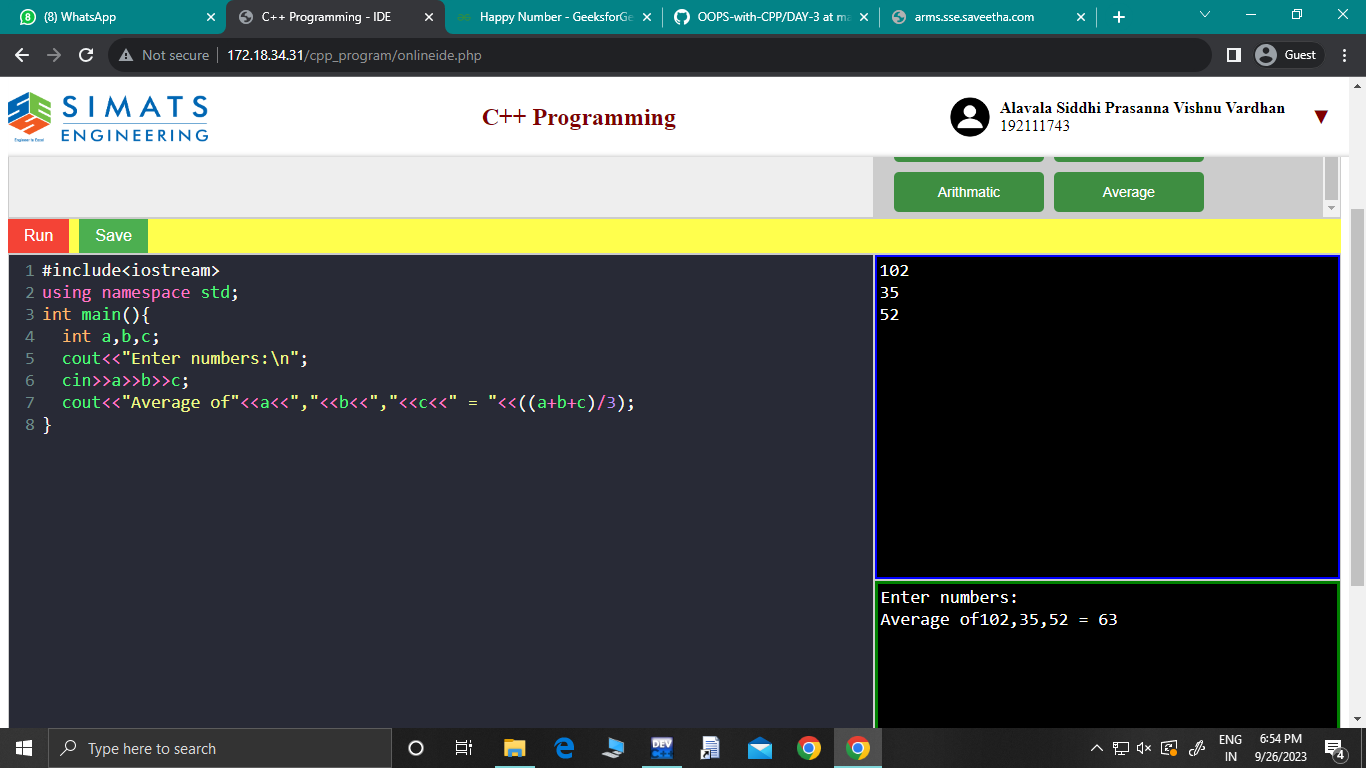 (8) WhatsApp
C++ Programming - IDE
Happy Number - GeeksforGe
OOPS-with-CPP/DAY-3 at ma
arms.sse.saveetha.com
Not secure
172.18.34.31/cpp_program/onlineide.php
Guest
SIMATS
ENGINEERING
Engineer to Excel
C++ Programming
Alavala Siddhi Prasanna Vishnu Vardhan
192111743
Arithmatic
Average
Run
Save
1 #include<iostream>
2 using namespace std;
3 int main(){
4 int a,b,c;
5 cout<<"Enter numbers:\n";
6 cin>>a>>b>>c;
7 cout<<"Average of"<<a<<","<<b<<","<<c<<" = "<<((a+b+c)/3);
8 }
102
35
52
Enter numbers:
Average of102,35,52 = 63
Type here to search
DEV
ENG
IN
6:54 PM
9/26/2023
4